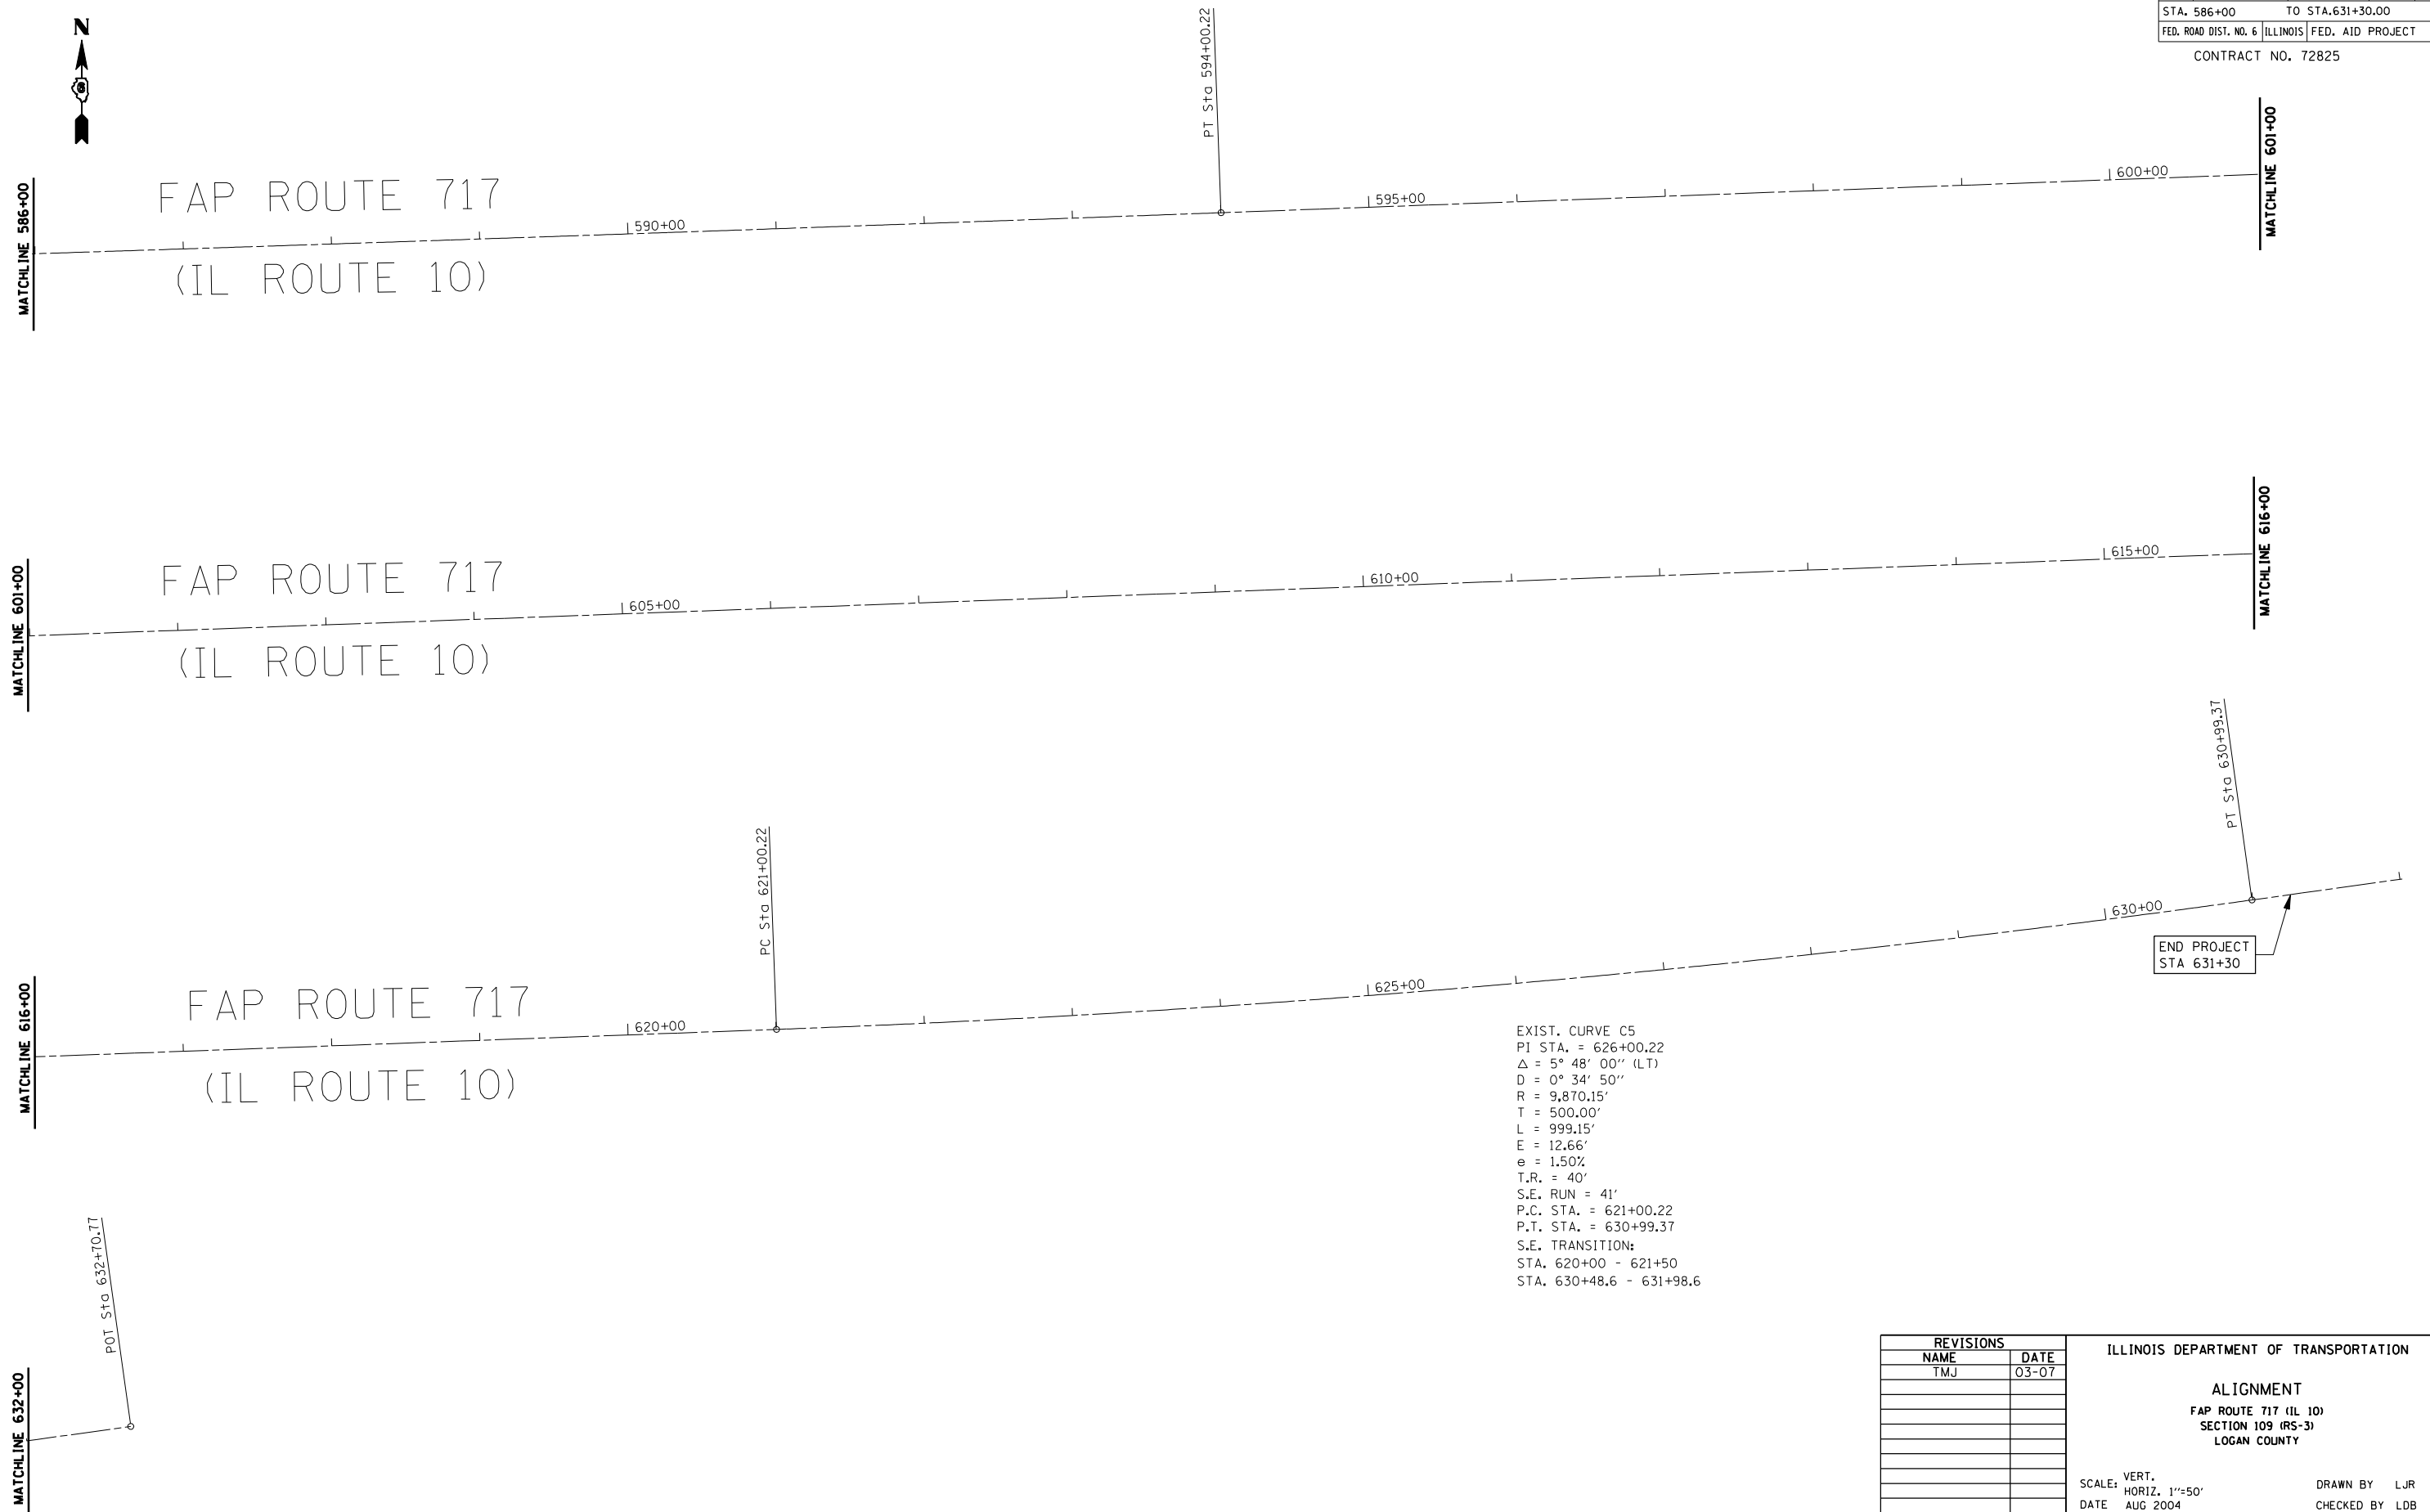 STA. 586+00 TO STA.631+30.00
FED. ROAD DIST. NO. 6 ILLINOIS FED. AID PROJECT
CONTRACT NO. 72825
N
6
PT Sta 594+00.22
MATCHLINE 586+00
FAP ROUTE 717
(IL ROUTE 10)
590+00
595+00
600+00
MATCHLINE 601+00
MATCHLINE 601+00
FAP ROUTE 717
(IL ROUTE 10)
605+00
610+00
615+00
MATCHLINE 616+00
PT Sta 630+99.37
PC Sta 621+00.22
MATCHLINE 616+00
FAP ROUTE 717
(IL ROUTE 10)
620+00
625+00
630+00
END PROJECT
STA 631+30
EXIST. CURVE C5
PI STA. = 626+00.22
Δ = 5° 48' 00'' (LT)
D = 0° 34' 50''
R = 9,870.15'
T = 500.00'
L = 999.15'
E = 12.66'
e = 1.50%
T.R. = 40'
S.E. RUN = 41'
P.C. STA. = 621+00.22
P.T. STA. = 630+99.37
S.E. TRANSITION:
STA. 620+00 - 621+50
STA. 630+48.6 - 631+98.6
POT Sta 632+70.77
MATCHLINE 632+00
REVISIONS
NAME DATE
TMJ 03-07
ILLINOIS DEPARTMENT OF TRANSPORTATION
ALIGNMENT
FAP ROUTE 717 (IL 10)
SECTION 109 (RS-3)
LOGAN COUNTY
SCALE: VERT.
HORIZ. 1''=50'
DATE AUG 2004
DRAWN BY LJR
CHECKED BY LDB